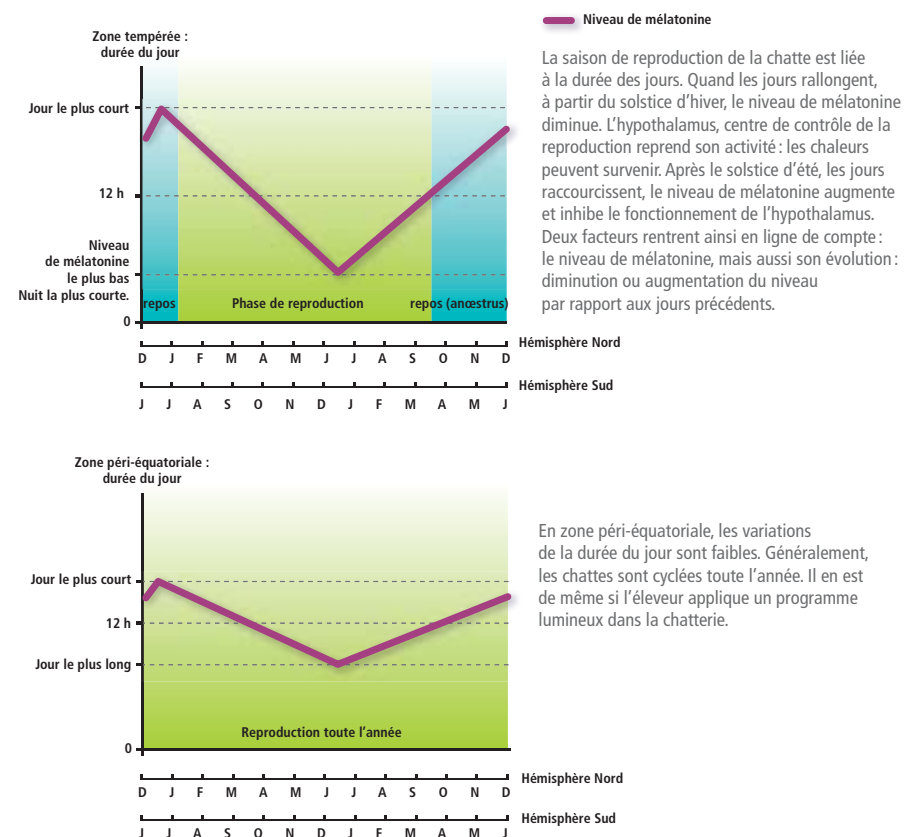 Niveau de mélatonine
Zone tempérée :
durée du jour
Jour le plus court
12 h
Niveau
de mélatonine
le plus bas
Nuit la plus courte.
0
repos
Phase de reproduction
repos (anœstrus)
D J F M A M J J A S O N D
Hémisphère Nord
J J A S O N D J F M A M J
Hémisphère Sud
La saison de reproduction de la chatte est liée
à la durée des jours. Quand les jours rallongent,
à partir du solstice d’hiver, le niveau de mélatonine
diminue. L’hypothalamus, centre de contrôle de la
reproduction reprend son activité : les chaleurs
peuvent survenir. Après le solstice d’été, les jours
raccourcissent, le niveau de mélatonine augmente
et inhibe le fonctionnement de l’hypothalamus.
Deux facteurs rentrent ainsi en ligne de compte :
le niveau de mélatonine, mais aussi son évolution :
diminution ou augmentation du niveau
par rapport aux jours précédents.
Zone péri-équatoriale :
durée du jour
Jour le plus court
12 h
Jour le plus long
0
Reproduction toute l’année
D J F M A M J J A S O N D
Hémisphère Nord
J J A S O N D J F M A M J
Hémisphère Sud
En zone péri-équatoriale, les variations
de la durée du jour sont faibles. Généralement,
les chattes sont cyclées toute l’année. Il en est
de même si l’éleveur applique un programme
lumineux dans la chatterie.